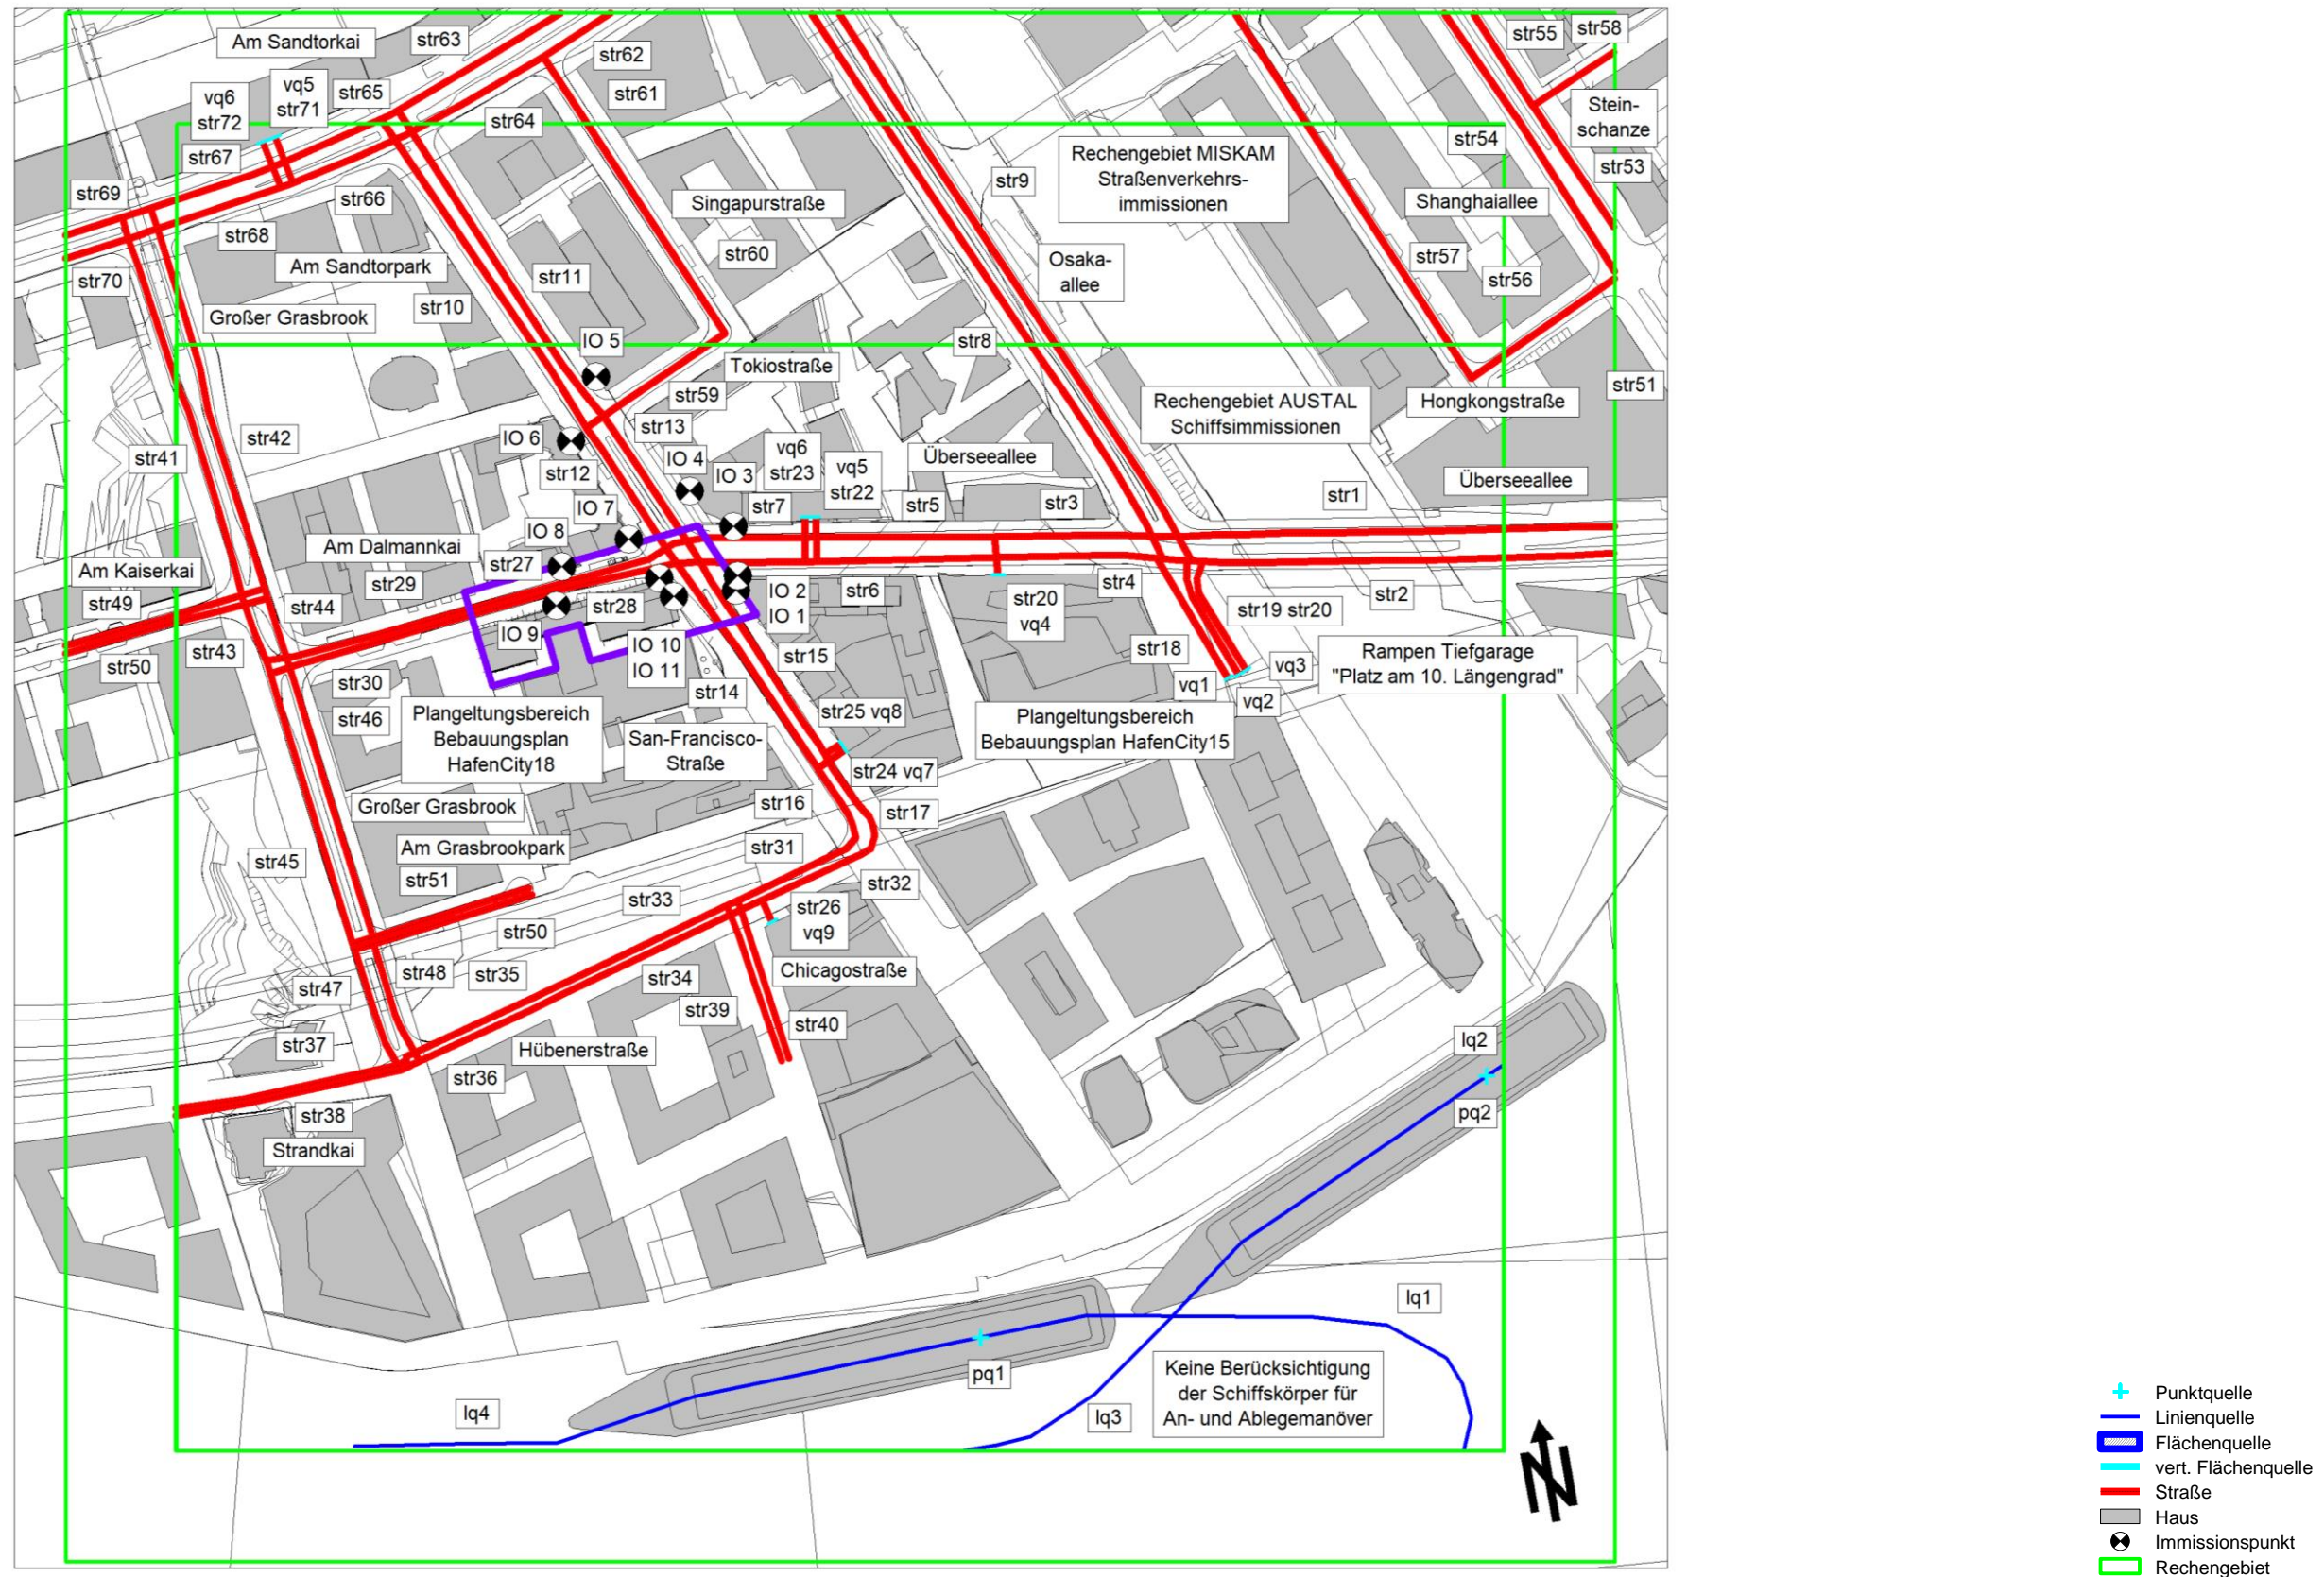 Am Sandtorkai
str63
str62
str55
str58
vq6
str72
vq5
str71
str65
str61
str64
Stein-
schanze
str67
str54
Rechengebiet MISKAM
Straßenverkehrs-
immissionen
str53
str69
str66
str9
Singapurstraße
Shanghaiallee
str68
str60
str57
Am Sandtorpark
Osaka-
allee
str70
str11
str56
Großer Grasbrook
str10
IO 5
str8
Tokiostraße
str51
str59
Rechengebiet AUSTAL
Schiffsimmissionen
Hongkongstraße
str13
str42
IO 6
str41
IO 4
vq6
str23
Überseeallee
str12
IO 3
vq5
str22
Überseeallee
str1
IO 7
str7
str5
str3
IO 8
Am Dalmannkai
str27
Am Kaiserkai
str29
IO 2
IO 1
str6
str4
str2
str49
str44
str28
str20
vq4
str19 str20
IO 9
str43
IO 10
IO 11
str15
str18
Rampen Tiefgarage
"Platz am 10. Längengrad"
str50
vq3
str30
str14
vq1
vq2
str46
Plangeltungsbereich
Bebauungsplan
HafenCity18
San-Francisco-
Straße
str25 vq8
Plangeltungsbereich
Bebauungsplan HafenCity15
str24 vq7
Großer Grasbrook
str16
str17
Am Grasbrookpark
str31
str45
str51
str32
str33
str26
vq9
str50
str48
str35
str34
Chicagostraße
str47
str39
str40
str37
Hübenerstraße
lq2
str36
pq2
str38
Strandkai
lq1
Keine Berücksichtigung
der Schiffskörper für
An- und Ablegemanöver
pq1
lq4
lq3
N
Punktquelle
Linienquelle
Flächenquelle
vert. Flächenquelle
Straße
Haus
Immissionspunkt
Rechengebiet